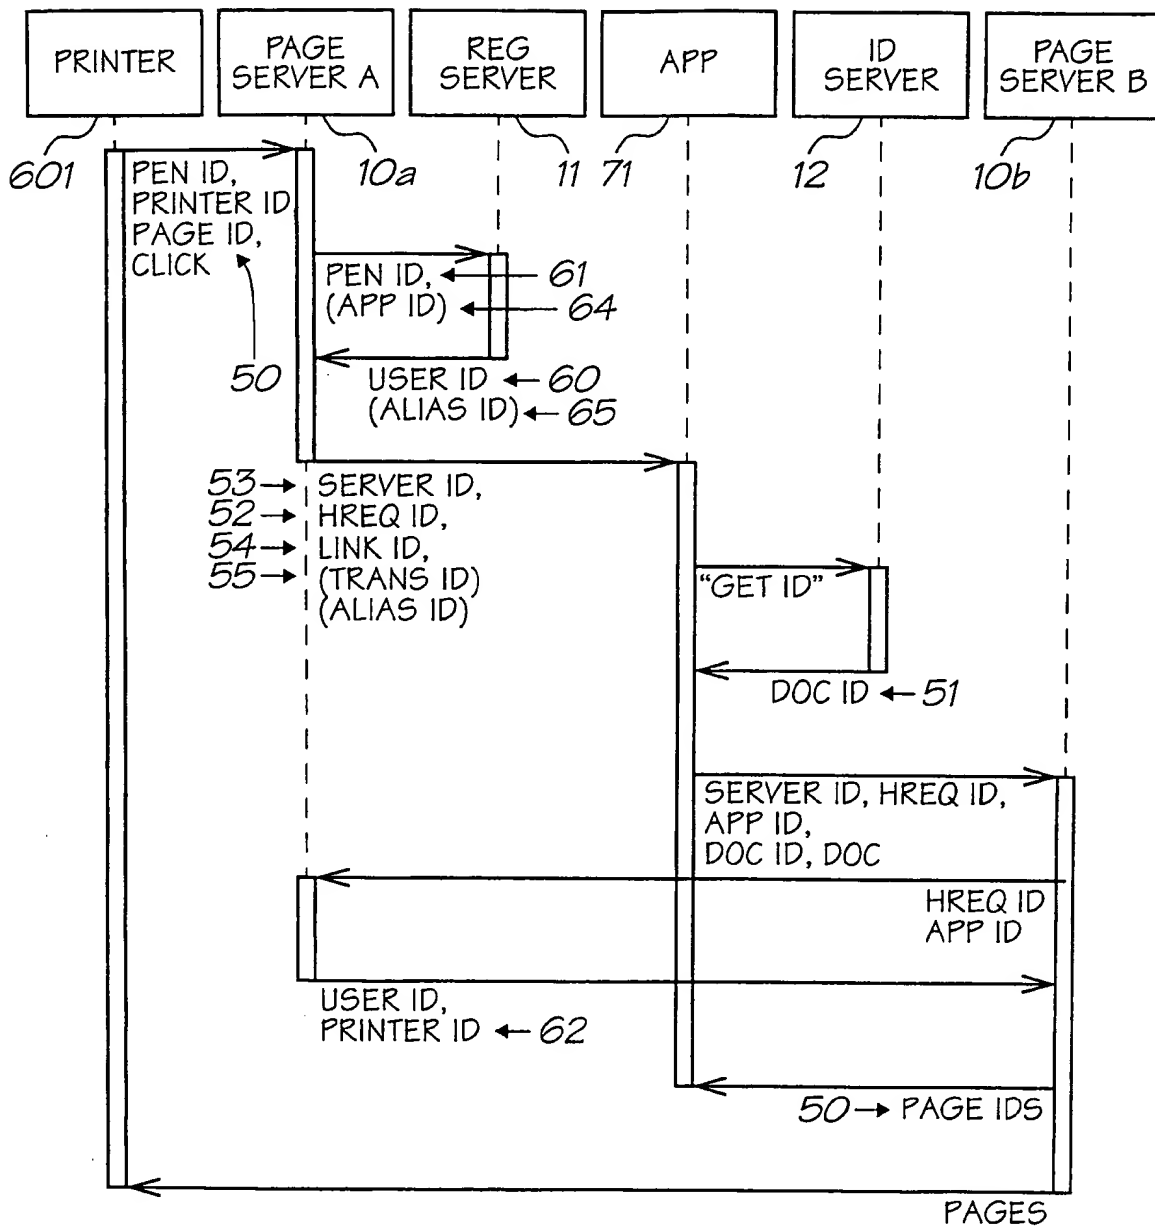 PRINTER
PAGE
SERVER A
REG
SERVER
APP
ID
SERVER
PAGE
SERVER B
601
10a
11
71
12
10b
PEN ID,
PRINTER ID
PAGE ID,
CLICK
50
PEN ID,
61
(APP ID)
64
USER ID
60
(ALIAS ID)
65
53
SERVER ID,
52
HREQ ID,
54
LINK ID,
55
(TRANS ID)
(ALIAS ID)
"GET ID"
DOC ID
51
SERVER ID, HREQ ID,
APP ID,
DOC ID, DOC
HREQ ID
APP ID
USER ID,
PRINTER ID
62
50
PAGE IDS
PAGES